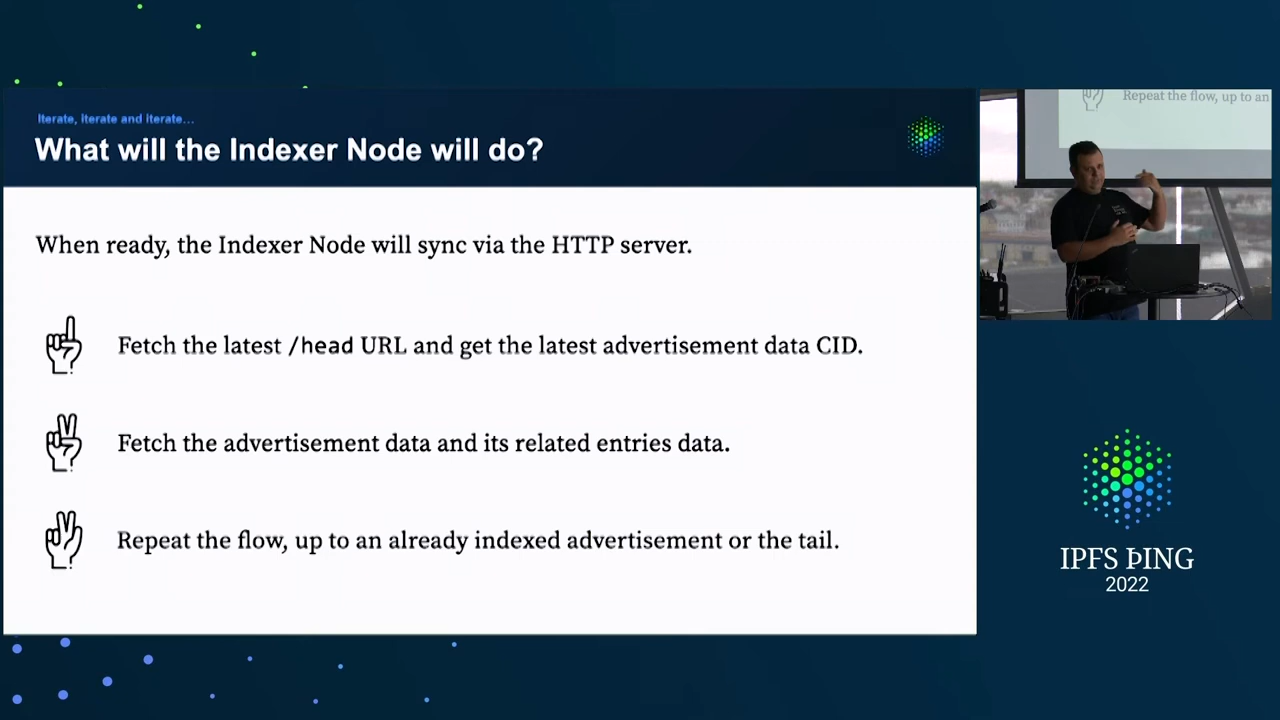 Iterate, Iterate and Iterate...
What will the Indexer Node will do?
When ready, the Indexer Node will sync via the HTTP server.
Fetch the latest /head URL and get the latest advertisement data CID.
Fetch the advertisement data and its related entries data.
Repeat the flow, up to an already indexed advertisement or the tail.
Repeat the flow, up to an
IPFS ÞING
2022